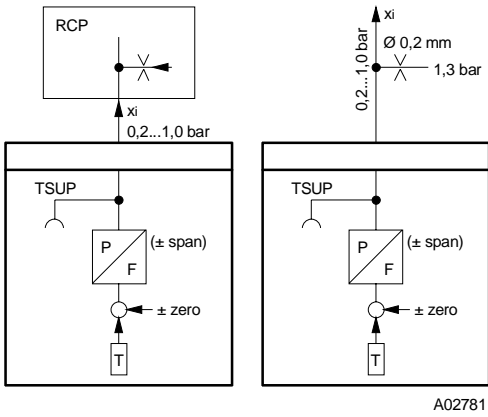 RCP
xi
0,2...1,0 bar
TSUP
P
F
(± span)
± zero
T
xi
0,2...1,0 bar
Ø 0,2 mm
1,3 bar
TSUP
P
F
(± span)
± zero
T
A02781